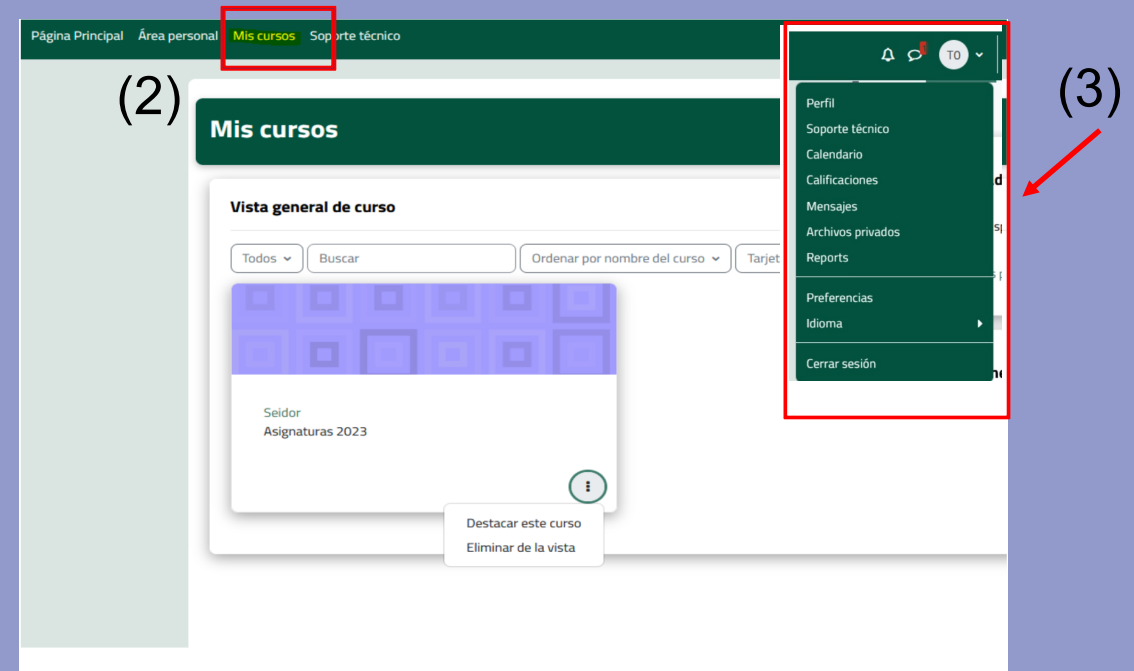 Página Principal Área personal Mis cursos Soporte técnico
TO
(2)
(3)
Mis cursos
Perfil
Soporte técnico
Calendario
Calificaciones
Mensajes
Archivos privados
Reports
Preferencias
Idioma
Cerrar sesión
Vista general de curso
Todos Buscar Ordenar por nombre del curso
Seidor
Asignaturas 2023
Destacar este curso
Eliminar de la vista